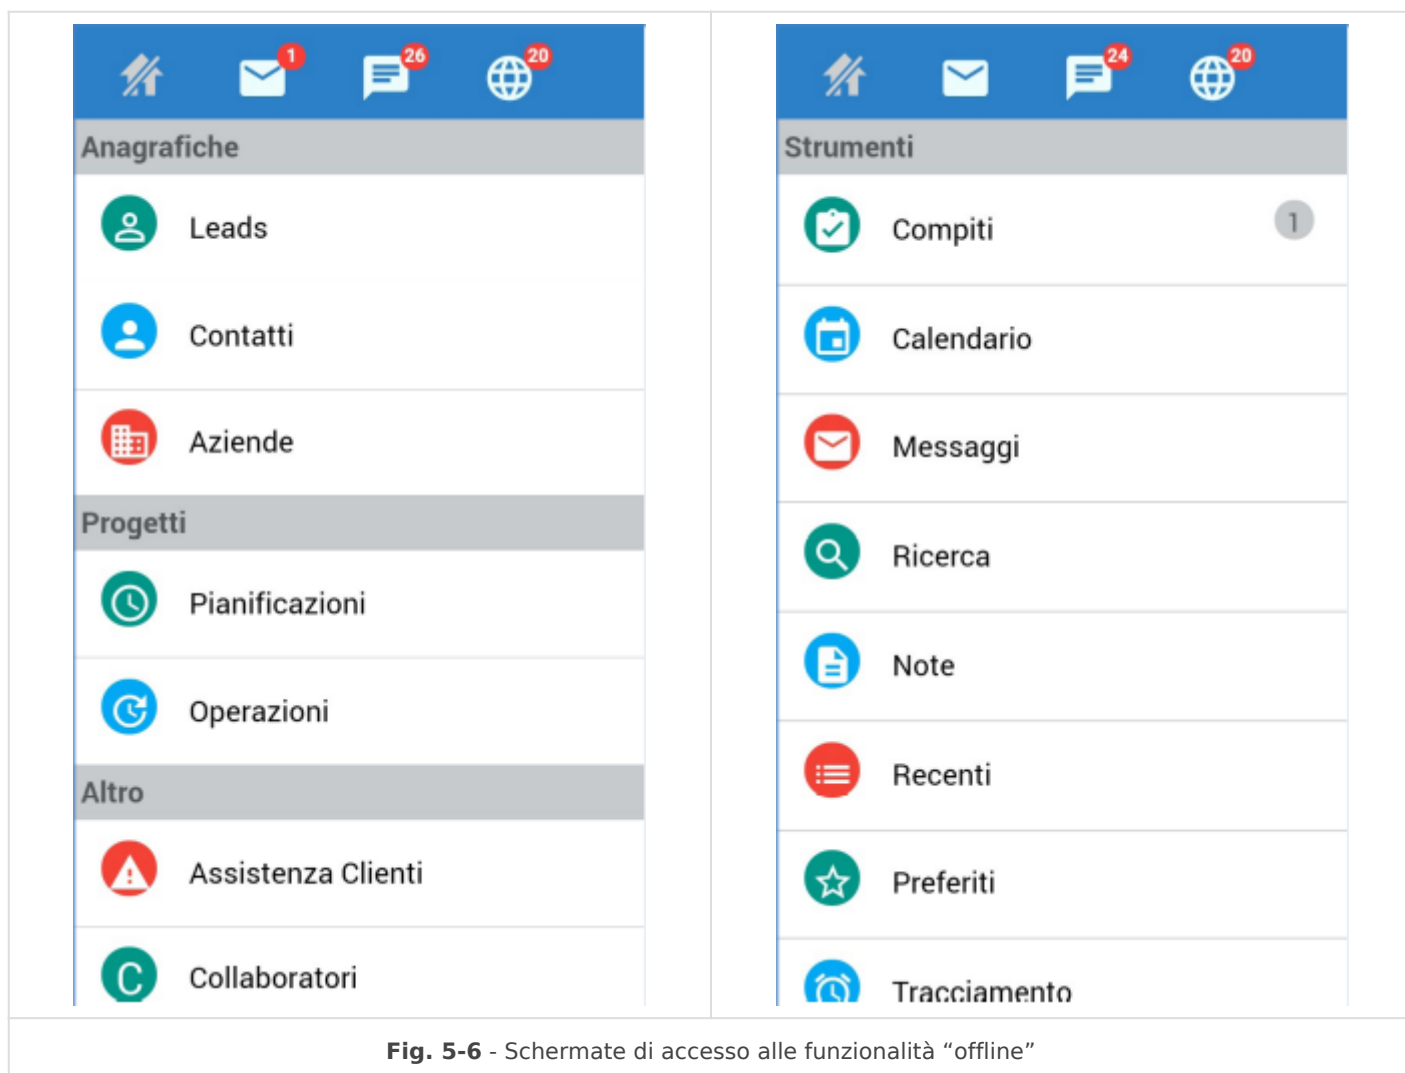 1 26 20
Anagrafiche
Leads
Contatti
Aziende
Progetti
Pianificazioni
Operazioni
Altro
Assistenza Clienti
C Collaboratori
24 20
Strumenti
Compiti 1
Calendario
Messaggi
Ricerca
Note
Recenti
Preferiti
Tracciamento
Fig. 5-6 - Schermate di accesso alle funzionalità “offline”